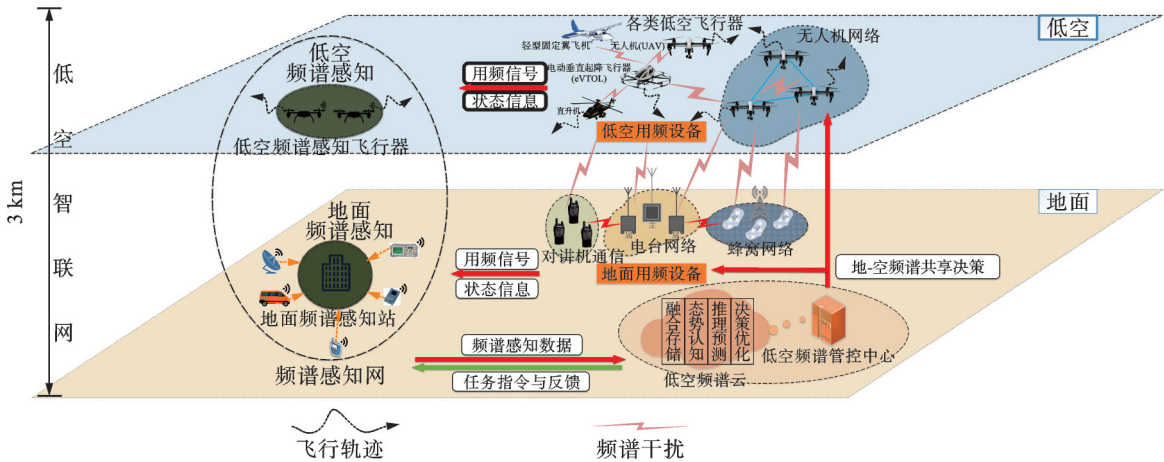 低空
各类低空飞行器
轻型固定翼飞机
无人机(UAV)
无人机网络
低空
频谱感知
用频信号
状态信息
电动垂直起降飞行器
(eVTOL)
直升机
低空用频设备
低空频谱感知飞行器
3 km
低空智联网
地面
地面
频谱感知
对讲机通信
电台网络
蜂窝网络
用频信号
状态信息
地面用频设备
地-空频谱共享决策
地面频谱感知站
融合存储
态势认知
推理预测
决策优化
频谱感知数据
低空频谱管控中心
频谱感知网
任务指令与反馈
低空频谱云
飞行轨迹
频谱干扰